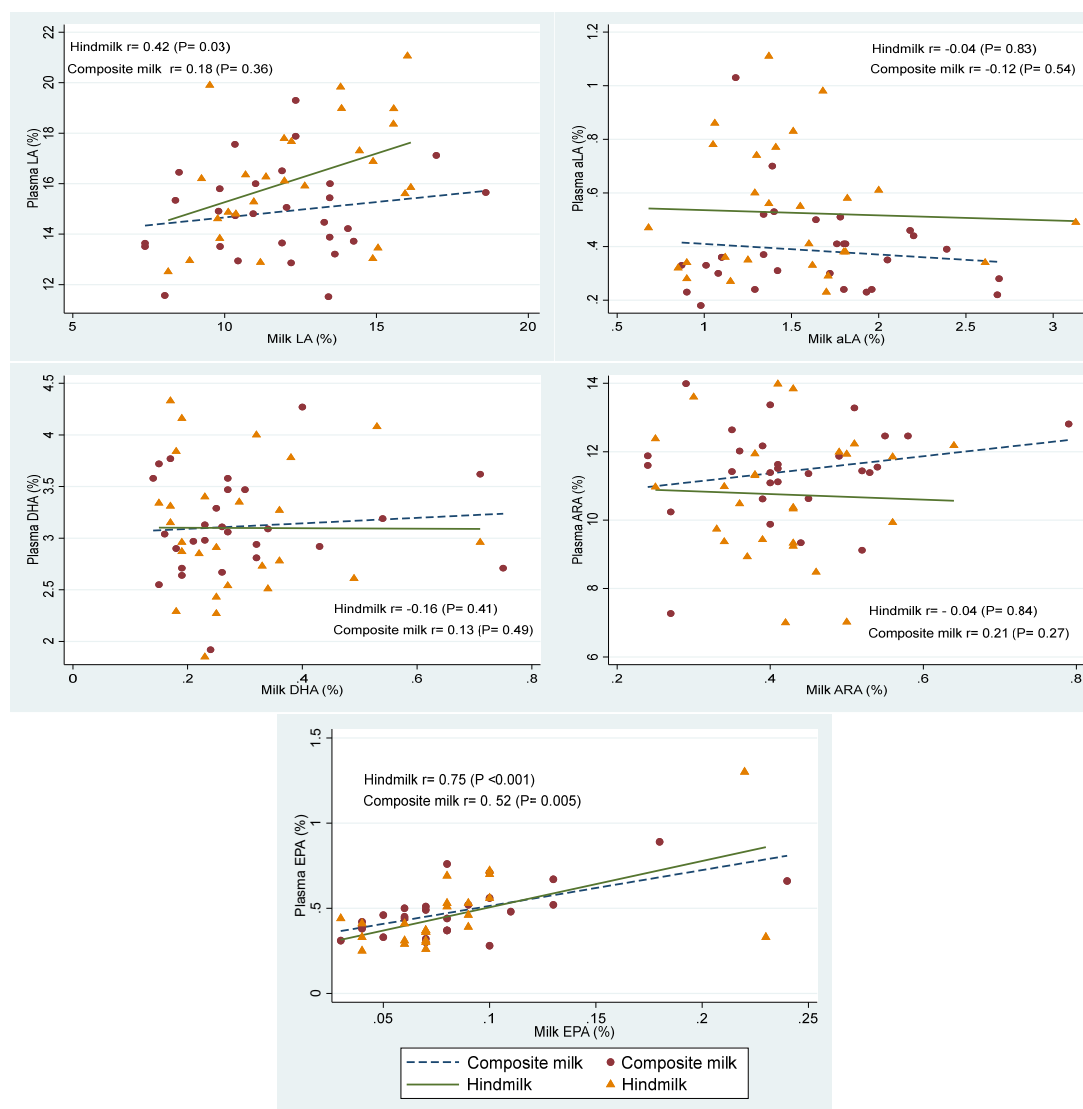 22
20
18
16
14
12
Plasma LA (%)
Hindmilk r= 0.42 (P= 0.03)
Composite milk r= 0.18 (P= 0.36)
5 10 15 20
Milk LA (%)
1.2
1
.8
.6
.4
.2
Plasma aLA (%)
Hindmilk r= -0.04 (P= 0.83)
Composite milk r= -0.12 (P= 0.54)
.5 1 1.5 2 2.5 3
Milk aLA (%)
4.5
4
3.5
3
2.5
2
Plasma DHA (%)
Hindmilk r= -0.16 (P= 0.41)
Composite milk r= 0.13 (P= 0.49)
0 .2 .4 .6 .8
Milk DHA (%)
14
12
10
8
6
Plasma ARA (%)
Hindmilk r= - 0.04 (P= 0.84)
Composite milk r= 0.21 (P= 0.27)
.2 .4 .6 .8
Milk ARA (%)
1.5
1
.5
0
Plasma EPA (%)
Hindmilk r= 0.75 (P <0.001)
Composite milk r= 0. 52 (P= 0.005)
.05 .1 .15 .2 .25
Milk EPA (%)
Composite milk Composite milk
Hindmilk Hindmilk